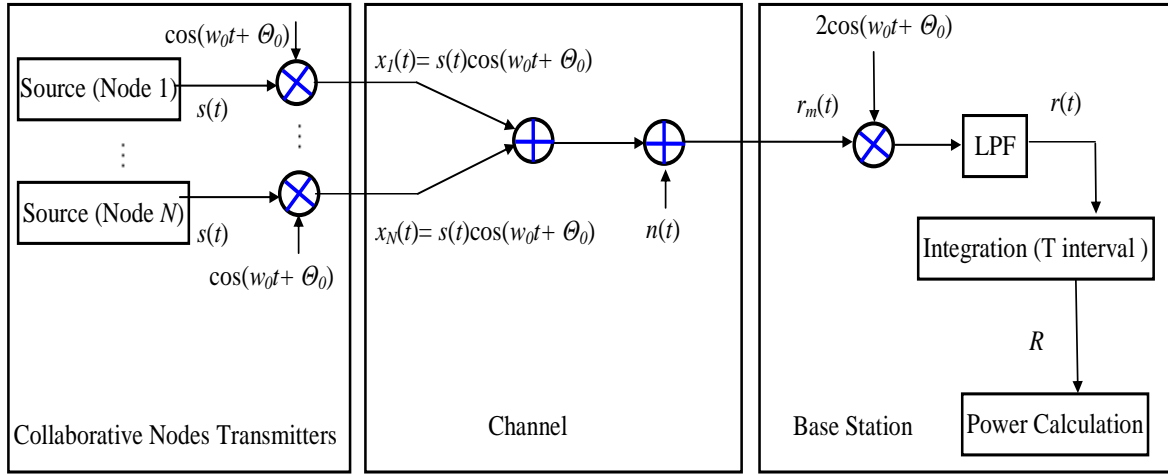 cos(w0t+ Θ0)
Source (Node 1)
s(t)
Source (Node N)
s(t)
cos(w0t+ Θ0)
Collaborative Nodes Transmitters
x1(t)= s(t)cos(w0t+ Θ0)
xN(t)= s(t)cos(w0t+ Θ0)
n(t)
Channel
2cos(w0t+ Θ0)
rm(t)
LPF
r(t)
Integration (T interval )
R
Power Calculation
Base Station